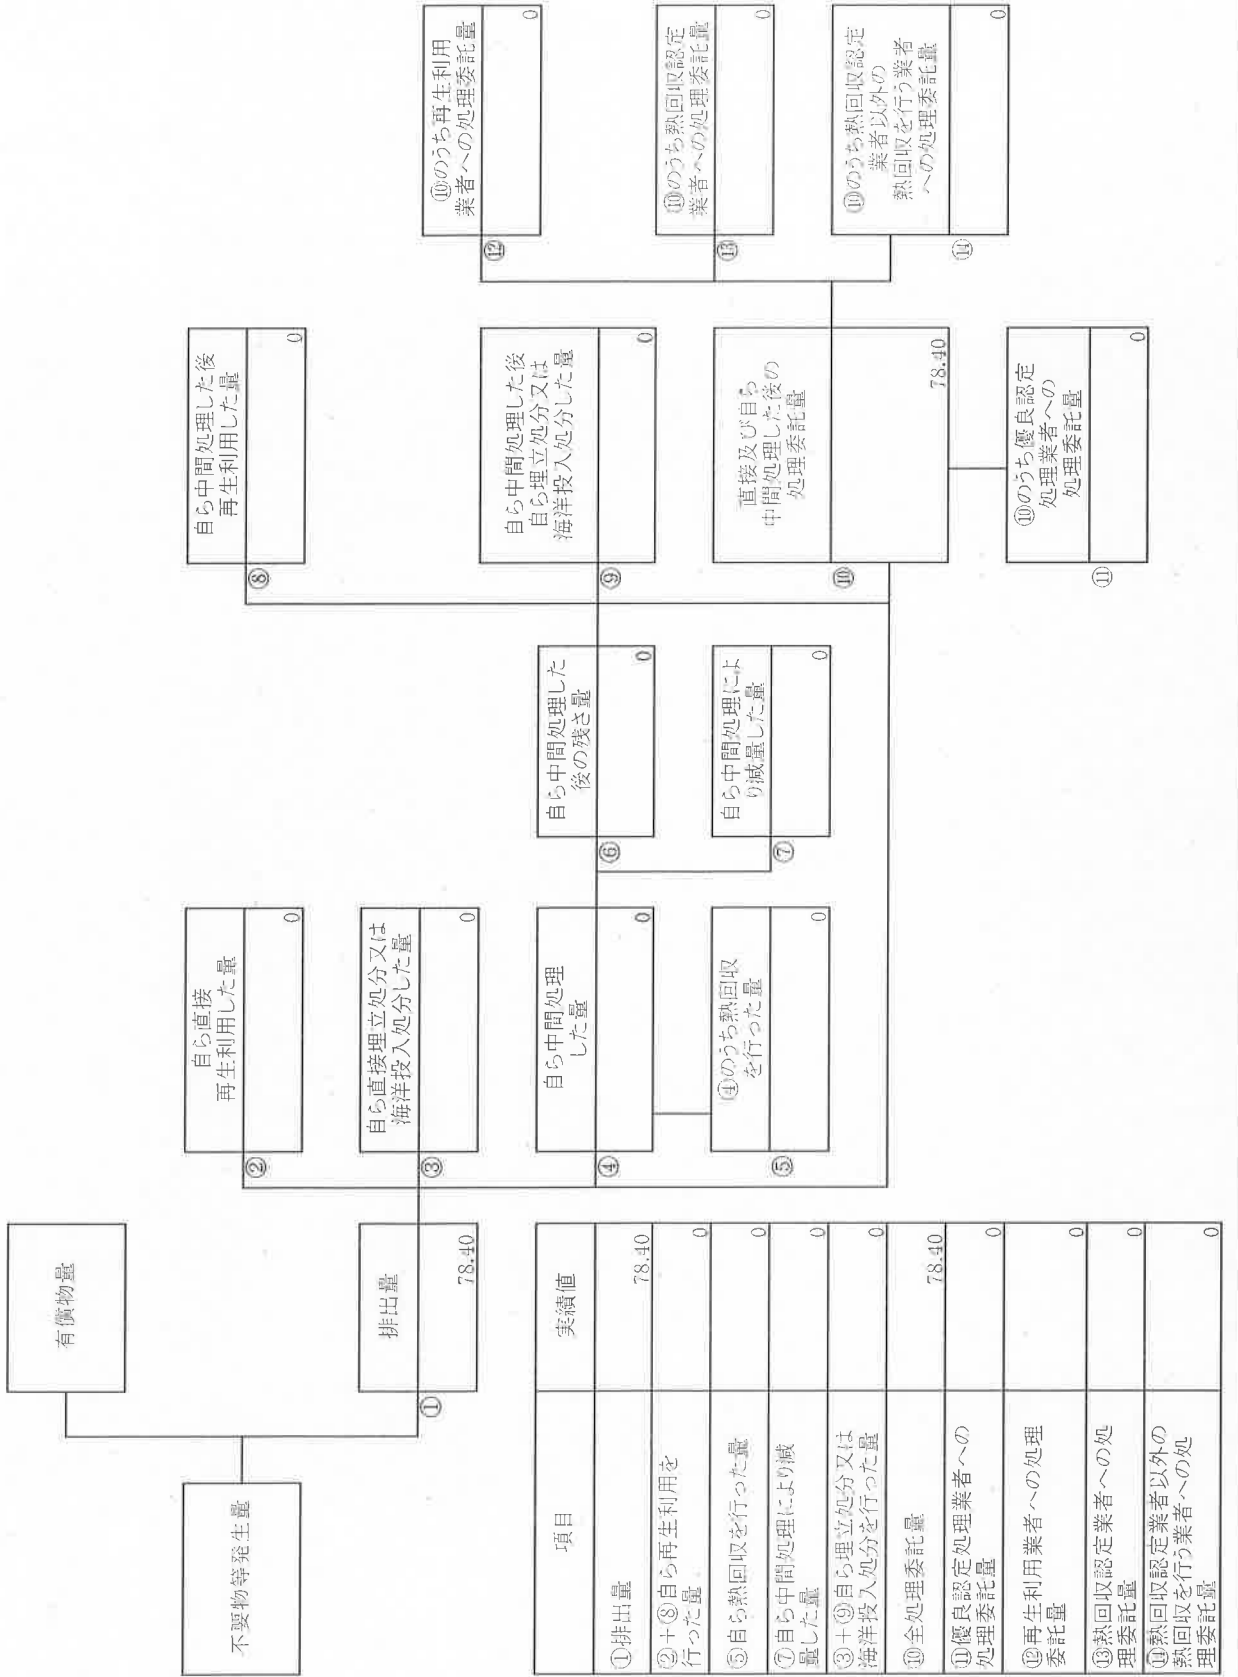 不要物等発生量
有償物量
①
排出量
78.40
②
自ら直接
再生利用した量
0
③
自ら直接埋立処分又は
海洋投入処分した量
0
④
自ら中間処理
した量
0
⑤
④のうち熱回収
を行った量
0
⑥
自ら中間処理した
後の残さ量
0
⑦
自ら中間処理によ
り減量した量
0
⑧
自ら中間処理した後
再生利用した量
0
⑨
自ら中間処理した後
自ら埋立処分又は
海洋投入処分した量
0
⑩
直接及び自ら
中間処理した後の
処理委託量
78.40
⑪
⑩のうち優良認定
処理業者への
処理委託量
0
⑫
⑩のうち再生利用
業者への処理委託量
0
⑬
⑩のうち熱回収認定
業者への処理委託量
0
⑭
⑩のうち熱回収認定
業者以外の
熱回収を行う業者
への処理委託量
0
項目 実績値
①排出量 78.40
②+⑧自ら再生利用を
行った量 0
⑤自ら熱回収を行った量 0
⑦自ら中間処理により減
量した量 0
③+⑨自ら埋立処分又は
海洋投入処分を行った量 0
⑩全処理委託量 78.40
⑪優良認定処理業者への
処理委託量 0
⑫再生利用業者への処理
委託量 0
⑬熱回収認定業者への処
理委託量 0
⑭熱回収認定業者以外の
熱回収を行う業者への処
理委託量 0